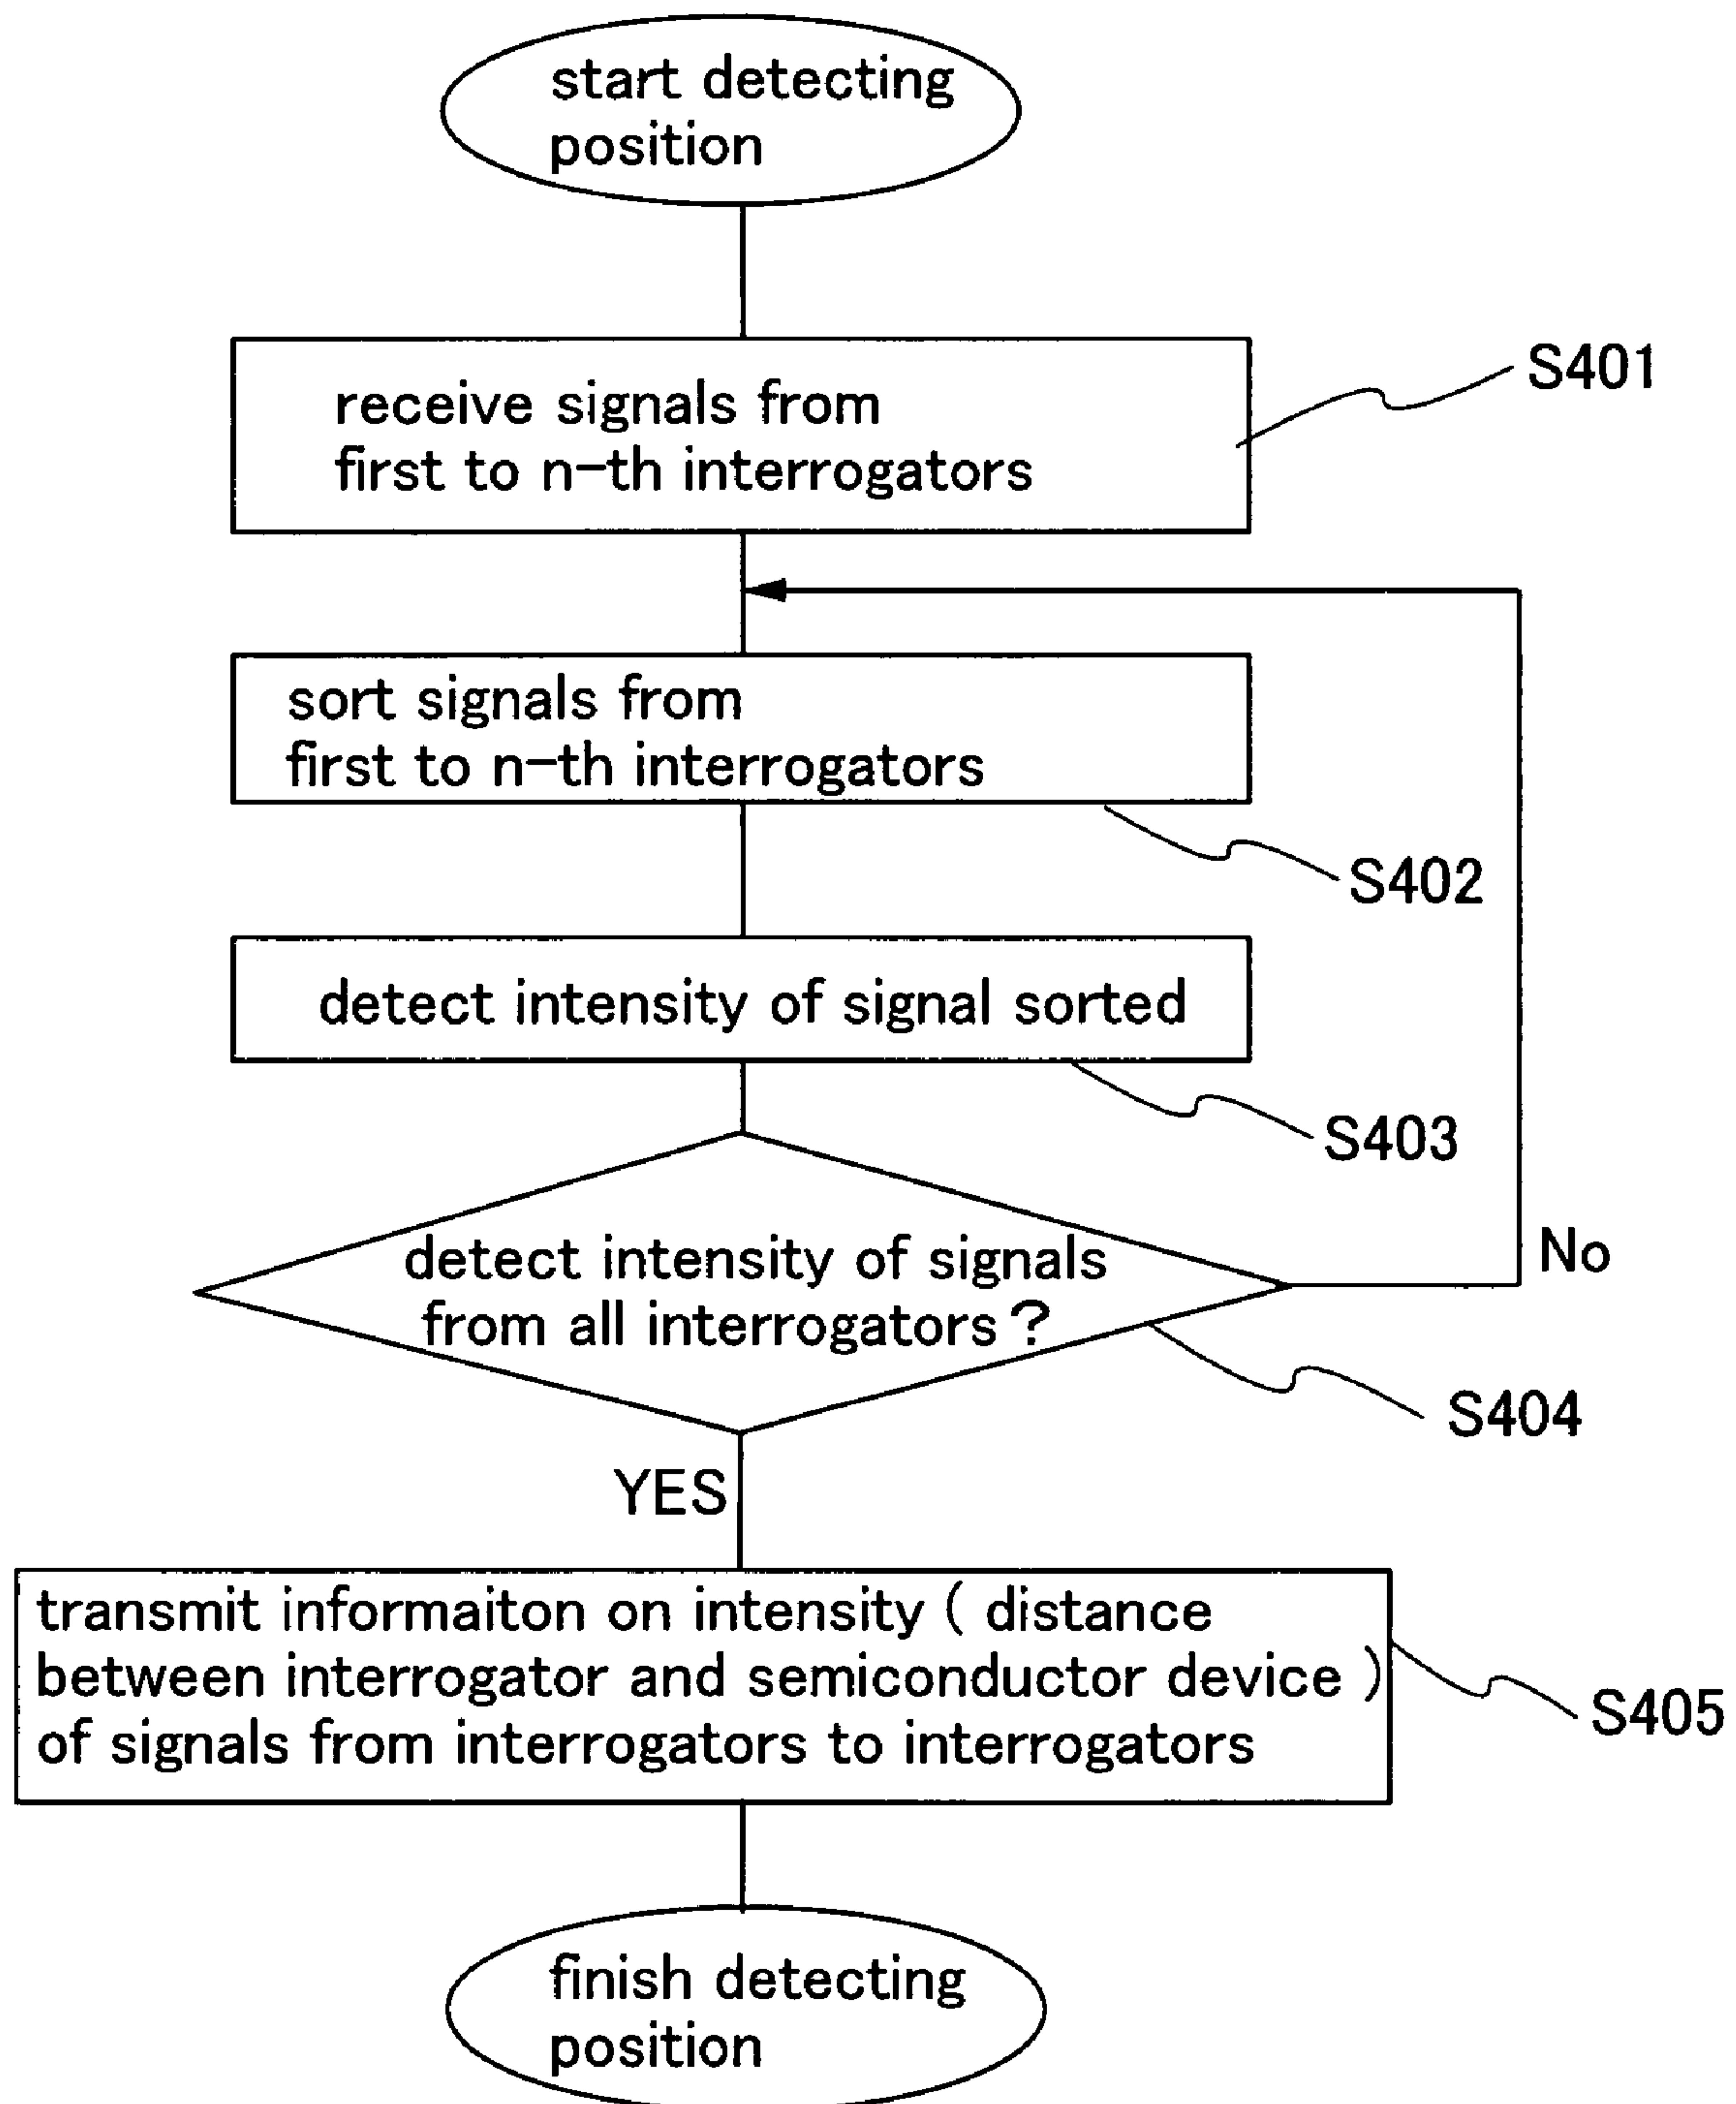 start detecting
position
receive signals from
first to n-th interrogators
S401
sort signals from
first to n-th interrogators
S402
detect intensity of signal sorted
S403
detect intensity of signals
from all interrogators?
No
S404
YES
transmit informaiton on intensity ( distance
between interrogator and semiconductor device )
of signals from interrogators to interrogators
S405
finish detecting
position